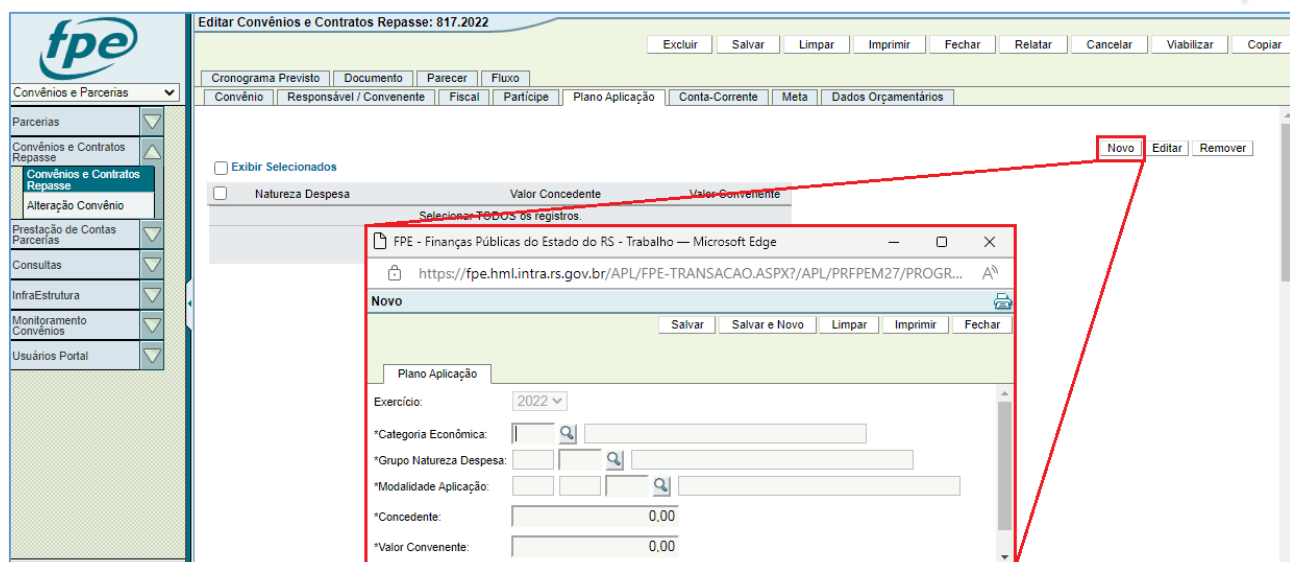 Editar Convênios e Contratos Repasse: 817.2022
fpe
Excluir Salvar Limpar Imprimir Fechar Relatar Cancelar Viabilizar Copiar
Cronograma Previsto Documento Parecer Fluxo
Convênios e Parcerias
Convênio Responsável / Convenente Fiscal Partícipe Plano Aplicação Conta-Corrente Meta Dados Orçamentários
Parcerias
Convênios e Contratos
Repasse
Convênios e Contratos
Repasse
Alteração Convênio
Prestação de Contas
Parcerias
Consultas
InfraEstrutura
Monitoramento
Convênios
Usuários Portal
Novo Editar Remover
Exibir Selecionados
Natureza Despesa Valor Concedente Valor Convenente
Selecionar TODOS os registros.
FPE - Finanças Públicas do Estado do RS - Trabalho — Microsoft Edge
https://fpe.hml.intra.rs.gov.br/APL/FPE-TRANSACAO.ASPX?/APL/PRFPEM27/PROGR...
Novo
Salvar Salvar e Novo Limpar Imprimir Fechar
Plano Aplicação
Exercício: 2022
*Categoria Econômica:
*Grupo Natureza Despesa:
*Modalidade Aplicação:
*Concedente: 0,00
*Valor Convenente: 0,00